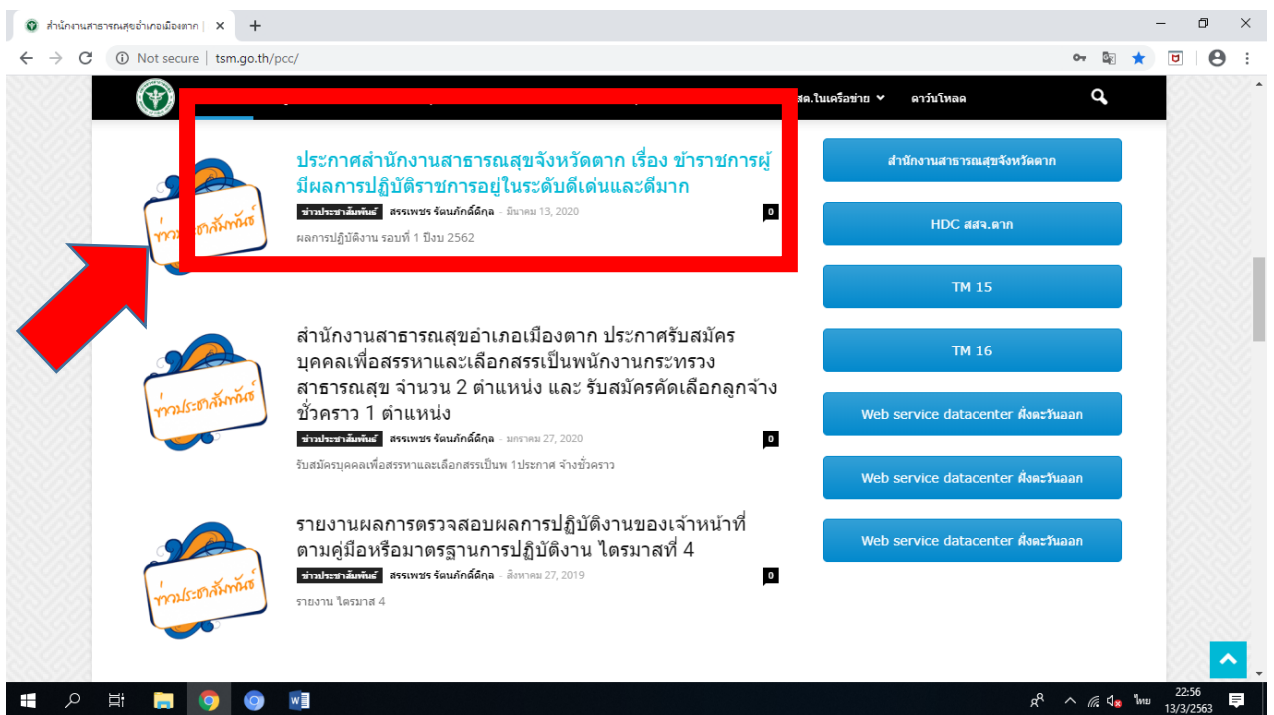 สำนักงานสาธารณสุขอำเภอเมืองตาก |
Not secure | tsm.go.th/pcc/
สต.ในเครือข่าย
ดาวน์โหลด
ประกาศสำนักงานสาธารณสุขจังหวัดตาก เรื่อง ข้าราชการผู้
มีผลการปฏิบัติราชการอยู่ในระดับดีเด่นและดีมาก
ข่าวประชาสัมพันธ์ สรรเพชร รัตนภักดิ์ดิกุล - มีนาคม 13, 2020 0
ผลการปฏิบัติงาน รอบที่ 1 ปีงบ 2562
ข่าวประชาสัมพันธ์
สำนักงานสาธารณสุขอำเภอเมืองตาก ประกาศรับสมัคร
บุคคลเพื่อสรรหาและเลือกสรรเป็นพนักงานกระทรวง
สาธารณสุข จำนวน 2 ตำแหน่ง และ รับสมัครคัดเลือกลูกจ้าง
ชั่วคราว 1 ตำแหน่ง
ข่าวประชาสัมพันธ์ สรรเพชร รัตนภักดิ์ดิกุล - มกราคม 27, 2020 0
รับสมัครบุคคลเพื่อสรรหาและเลือกสรรเป็นพ 1ประกาศ จ้างชั่วคราว
ข่าวประชาสัมพันธ์
รายงานผลการตรวจสอบผลการปฏิบัติงานของเจ้าหน้าที่
ตามคู่มือหรือมาตรฐานการปฏิบัติงาน ไตรมาสที่ 4
ข่าวประชาสัมพันธ์ สรรเพชร รัตนภักดิ์ดิกุล - สิงหาคม 27, 2019 0
รายงาน ไตรมาส 4
ข่าวประชาสัมพันธ์
สำนักงานสาธารณสุขจังหวัดตาก
HDC สสจ.ตาก
TM 15
TM 16
Web service datacenter ฝั่งตะวันออก
Web service datacenter ฝั่งตะวันออก
Web service datacenter ฝั่งตะวันออก
ไทย
22:56
13/3/2563